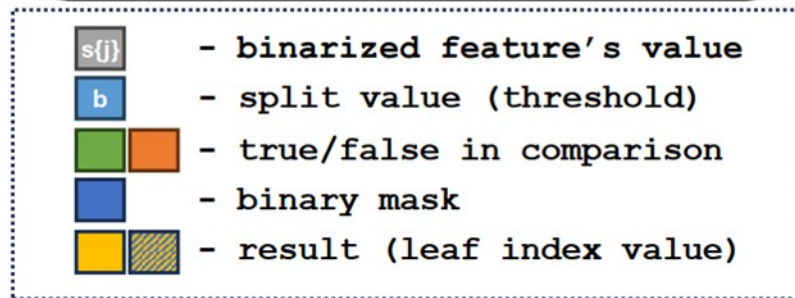 s{j} - binarized feature's value
b - split value (threshold)
- true/false in comparison
- binary mask
- result (leaf index value)